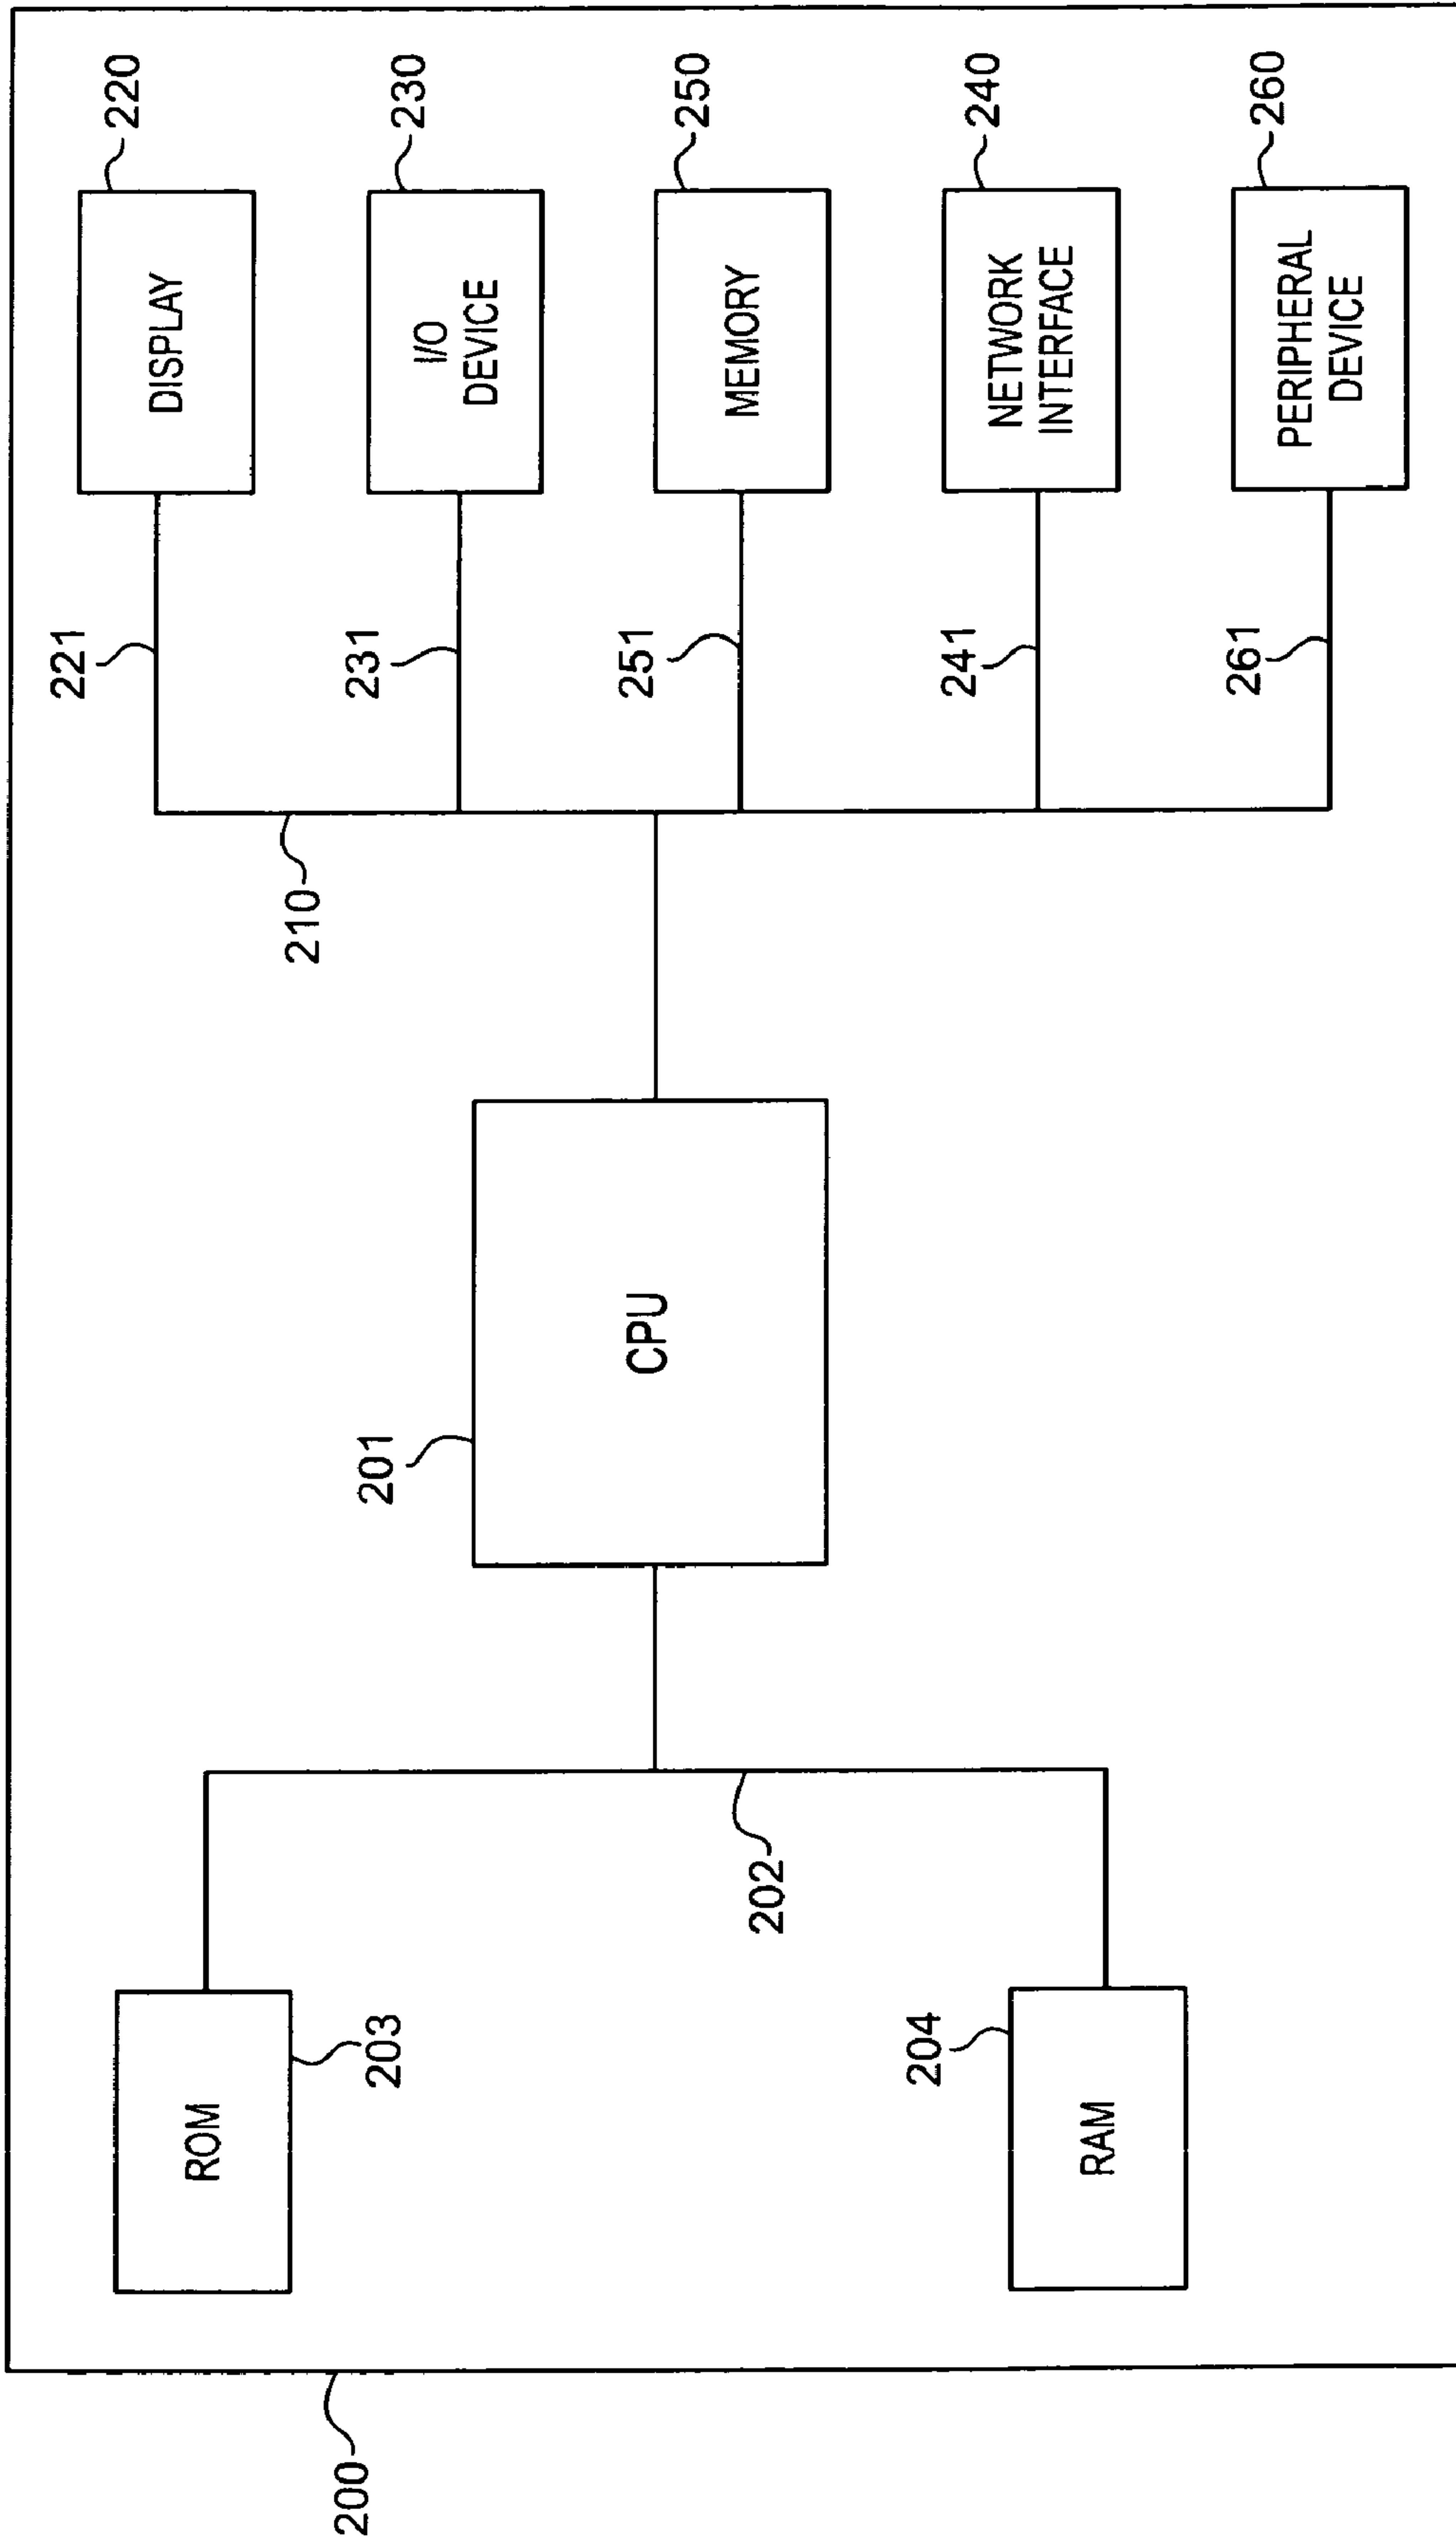 220
DISPLAY
221
230
I/O
DEVICE
231
250
MEMORY
251
240
NETWORK
INTERFACE
241
260
PERIPHERAL
DEVICE
261
210
CPU
201
202
ROM
203
RAM
204
200